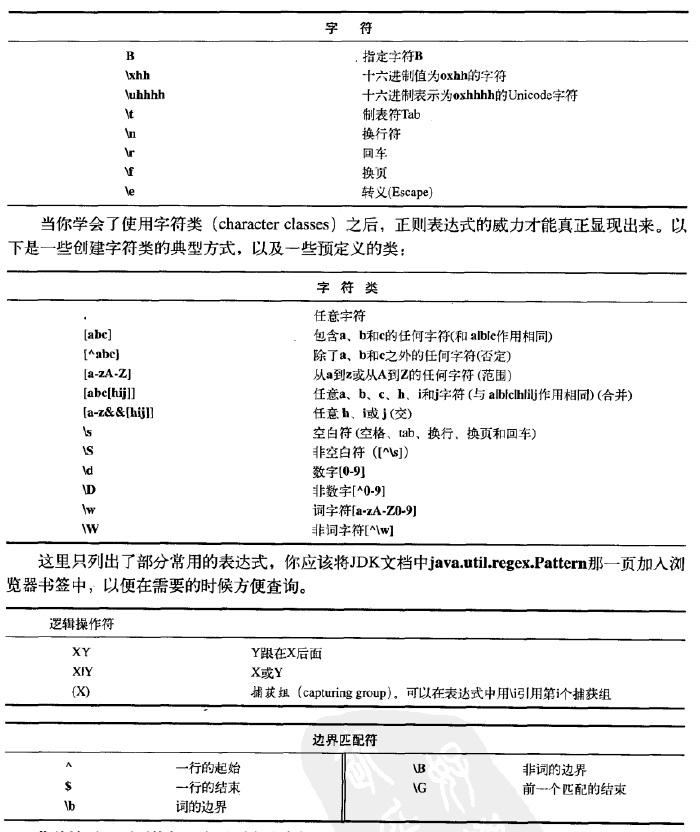 字 符
B 指定字符B
\xhh 十六进制值为oxhh的字符
\uhhhh 十六进制表示为oxhhhh的Unicode字符
\t 制表符Tab
\n 换行符
\r 回车
\f 换页
\e 转义(Escape)
当你学会了使用字符类（character classes）之后，正则表达式的威力才能真正显现出来。以
下是一些创建字符类的典型方式，以及一些预定义的类：
字 符 类
. 任意字符
[abc] 包含a、b和c的任何字符(和 a|b|c作用相同)
[^abc] 除了a、b和c之外的任何字符(否定)
[a-zA-Z] 从a到z或从A到Z的任何字符(范围)
[abc[hij]] 任意a、b、c、h、i和j字符(与 a|b|c|h|i|j作用相同)(合并)
[a-z&&[hij]] 任意 h、i或 j (交)
\s 空白符(空格、tab、换行、换页和回车)
\S 非空白符（[^\s]）
\d 数字[0-9]
\D 非数字[^0-9]
\w 词字符[a-zA-Z0-9]
\W 非词字符[^\w]
这里只列出了部分常用的表达式，你应该将JDK文档中java.util.regex.Pattern那一页加入浏
览器书签中，以便在需要的时候方便查询。
逻辑操作符
XY Y跟在X后面
X|Y X或Y
(X) 捕获组（capturing group）。可以在表达式中用\i引用第i个捕获组
边界匹配符
^ 一行的起始 \B 非词的边界
$ 一行的结束 \G 前一个匹配的结束
\b 词的边界